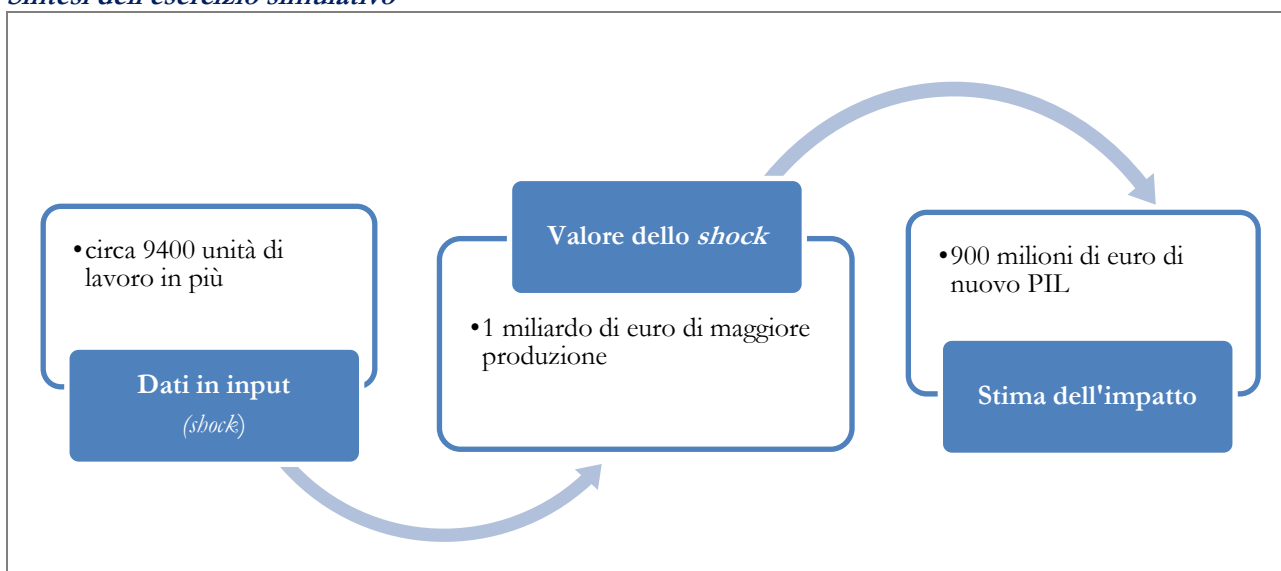 Sintesi dell'esercizio simulativo
•circa 9400 unità di
lavoro in più
Dati in input
(shock)
Valore dello shock
•1 miliardo di euro di maggiore
produzione
•900 milioni di euro di
nuovo PIL
Stima dell'impatto